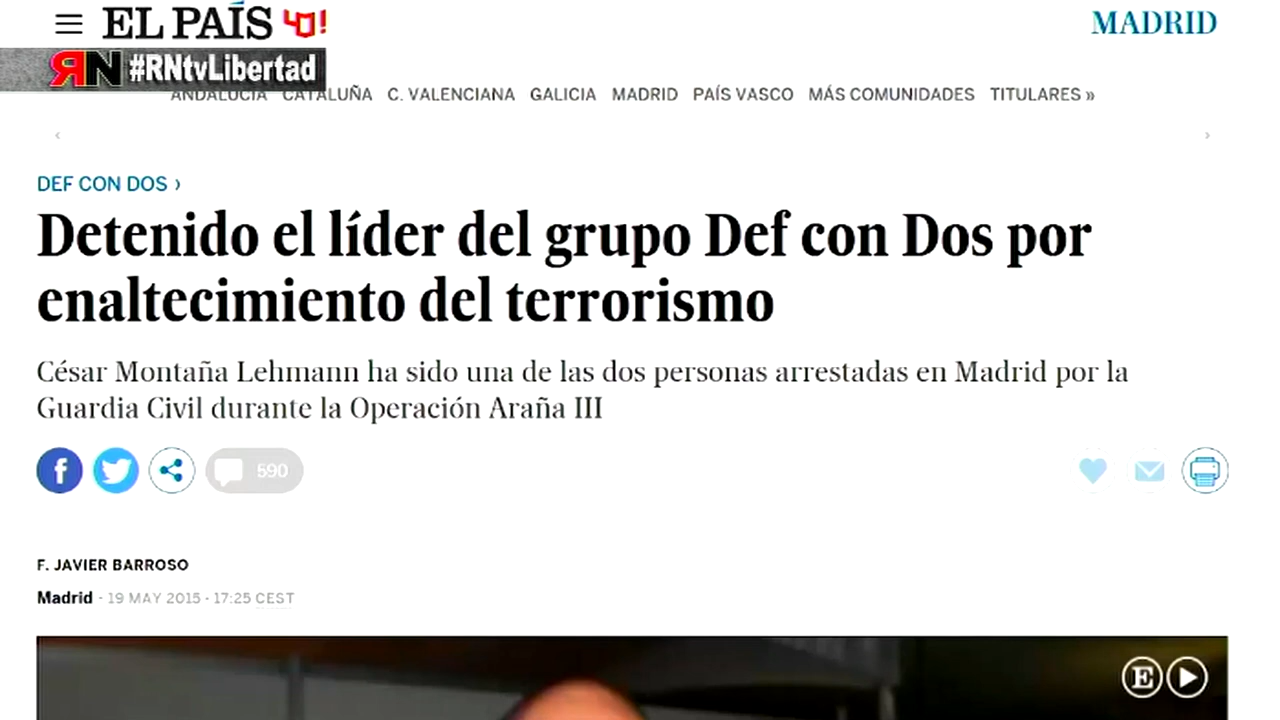 EL PAÍS 40!
MADRID
RN #RNtvLibertad
ANDALUCÍA CATALUÑA C. VALENCIANA GALICIA MADRID PAÍS VASCO MÁS COMUNIDADES TITULARES »
‹ ›
DEF CON DOS ›
Detenido el líder del grupo Def con Dos por
enaltecimiento del terrorismo
César Montaña Lehmann ha sido una de las dos personas arrestadas en Madrid por la
Guardia Civil durante la Operación Araña III
590
F. JAVIER BARROSO
Madrid - 19 MAY 2015 - 17:25 CEST
E